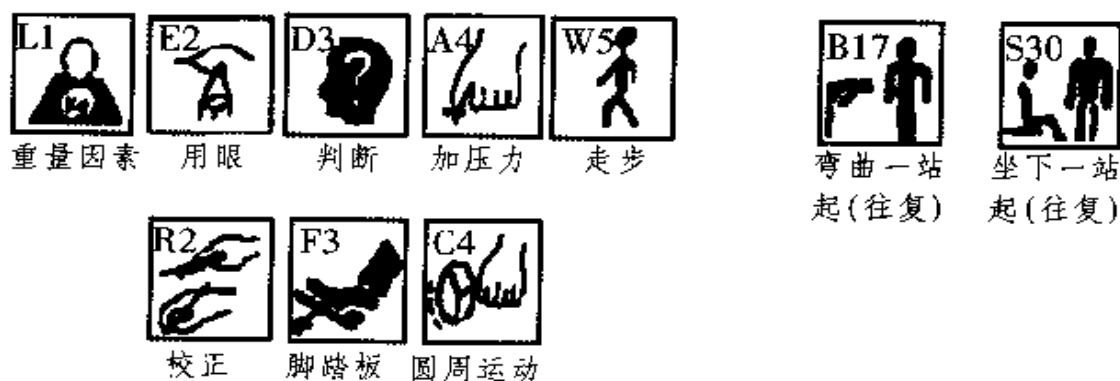 L1 E2 D3 A4 W5 B17 S30
重量因素 用眼 判断 加压力 走步 弯曲一站 坐下一站
起(往复) 起(往复)
R2 F3 C4
校正 脚踏板 圆周运动